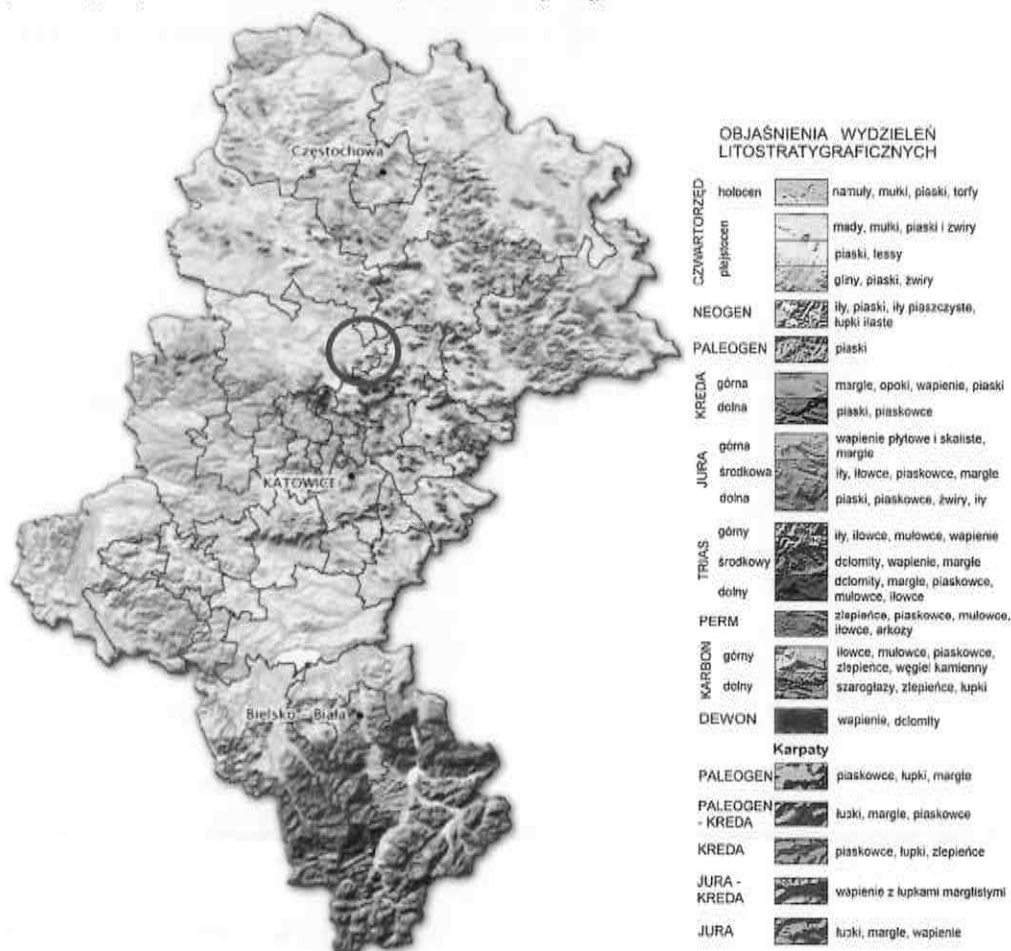 Częstochowa
KATOWICE
Bielsko - Biała
OBJAŚNIENIA WYDZIELEŃ
LITOSTRATYGRAFICZNYCH
CZWARTORZĘD
holocen
namuły, mułki, piaski, torfy
plejstocen
mady, mułki, piaski i żwiry
piaski, lessy
gliny, piaski, żwiry
NEOGEN
iły, piaski, iły piaszczyste,
łupki ilaste
PALEOGEN
piaski
KREDA
górna
margle, opoki, wapienie, piaski
dolna
piaski, piaskowce
JURA
górna
wapienie płytowe i skaliste,
margle
środkowa
iły, iłowce, piaskowce, margle
dolna
piaski, piaskowce, żwiry, iły
TRIAS
górny
iły, iłowce, mułowce, wapienie
środkowy
dolomity, wapienie, margle
dolny
dolomity, margle, piaskowce,
mułowce, iłowce
PERM
zlepieńce, piaskowce, mułowce,
iłowce, arkozy
KARBON
górny
iłowce, mułowce, piaskowce,
zlepieńce, węgiel kamienny
dolny
szarogłazy, zlepieńce, łupki
DEWON
wapienie, dolomity
Karpaty
PALEOGEN
piaskowce, łupki, margle
PALEOGEN
- KREDA
łupki, margle, piaskowce
KREDA
piaskowce, łupki, zlepieńce
JURA -
KREDA
wapienie z łupkami marglistymi
JURA
łupki, margle, wapienie